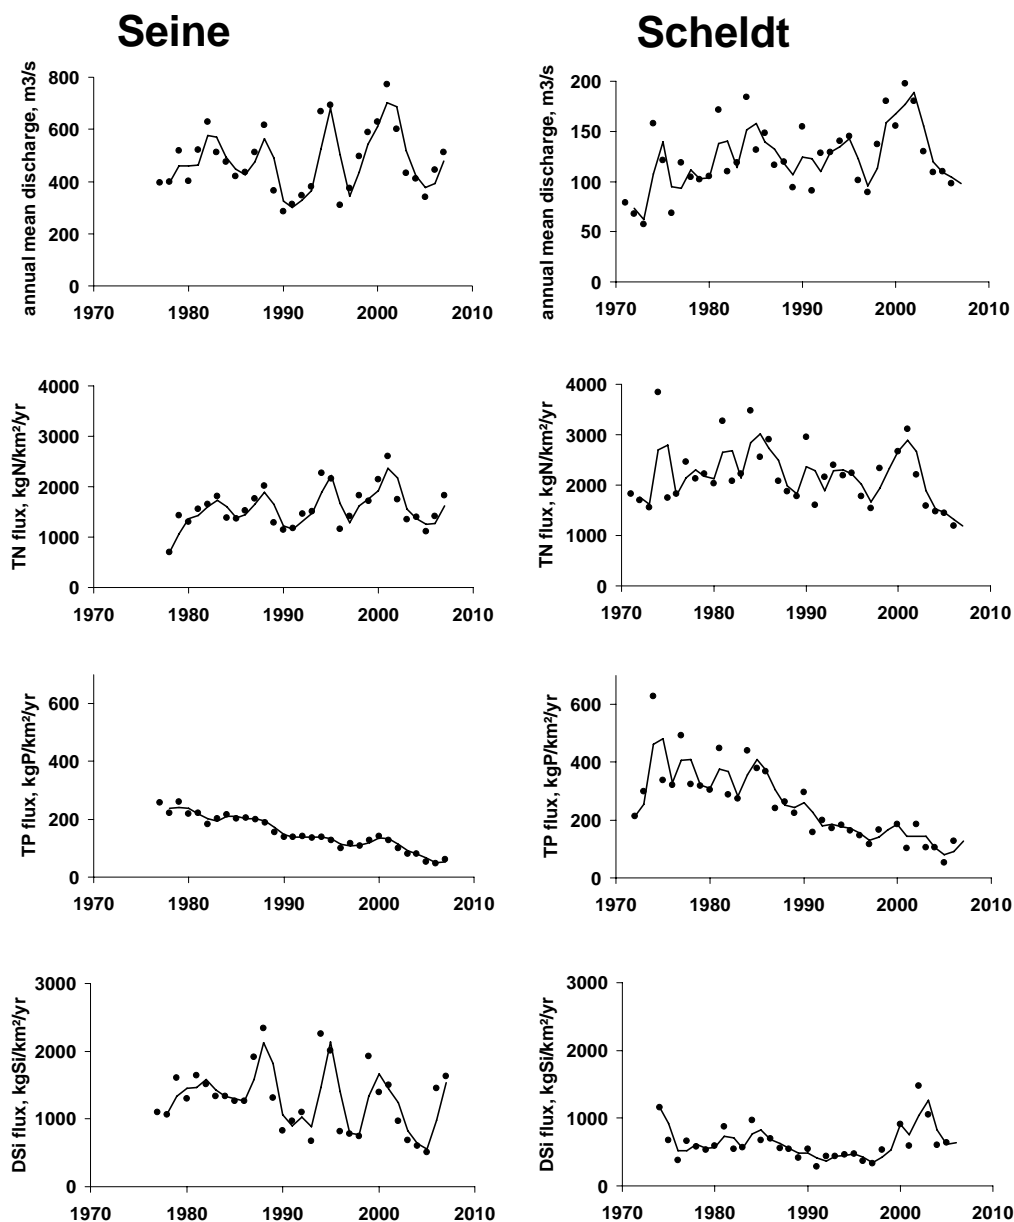 Seine
Scheldt
annual mean discharge, m3/s
800
600
400
200
0
1970 1980 1990 2000 2010
annual mean discharge, m3/s
200
150
100
50
0
1970 1980 1990 2000 2010
TN flux, kgN/km²/yr
4000
3000
2000
1000
0
1970 1980 1990 2000 2010
TN flux, kgN/km²/yr
4000
3000
2000
1000
0
1970 1980 1990 2000 2010
TP flux, kgP/km²/yr
600
400
200
0
1970 1980 1990 2000 2010
TP flux, kgP/km²/yr
600
400
200
0
1970 1980 1990 2000 2010
DSi flux, kgSi/km²/yr
3000
2000
1000
0
1970 1980 1990 2000 2010
DSi flux, kgSi/km²/yr
3000
2000
1000
0
1970 1980 1990 2000 2010